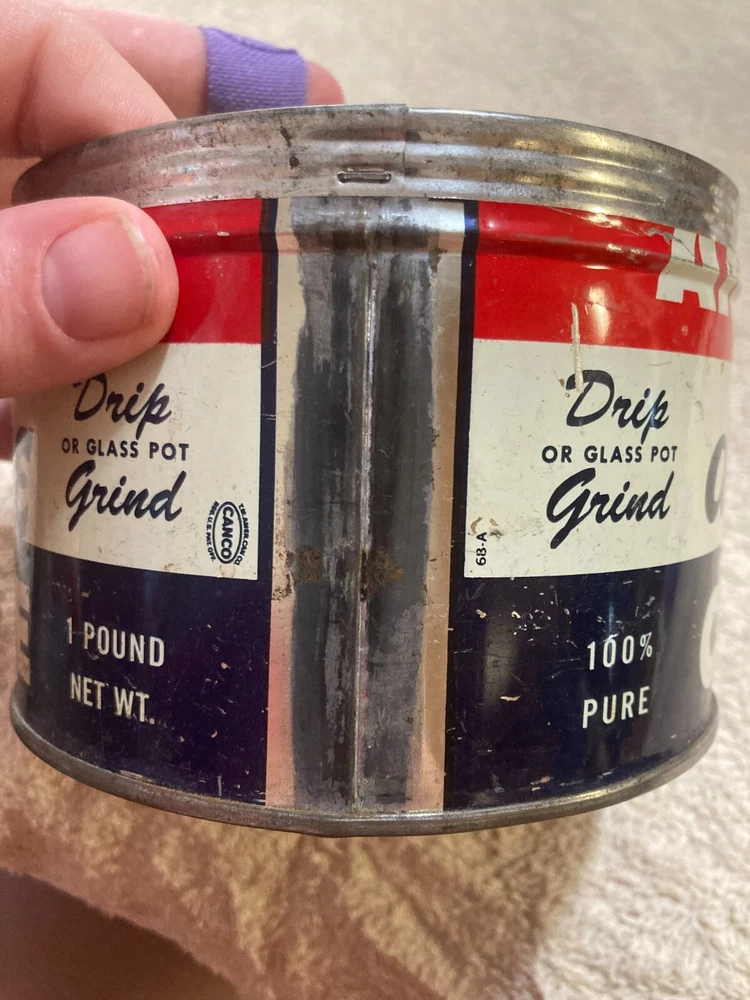 Drip
OR GLASS POT
Grind
CANCO
1 POUND
NET WT.
Drip
OR GLASS POT
Grind
68-A
100%
PURE